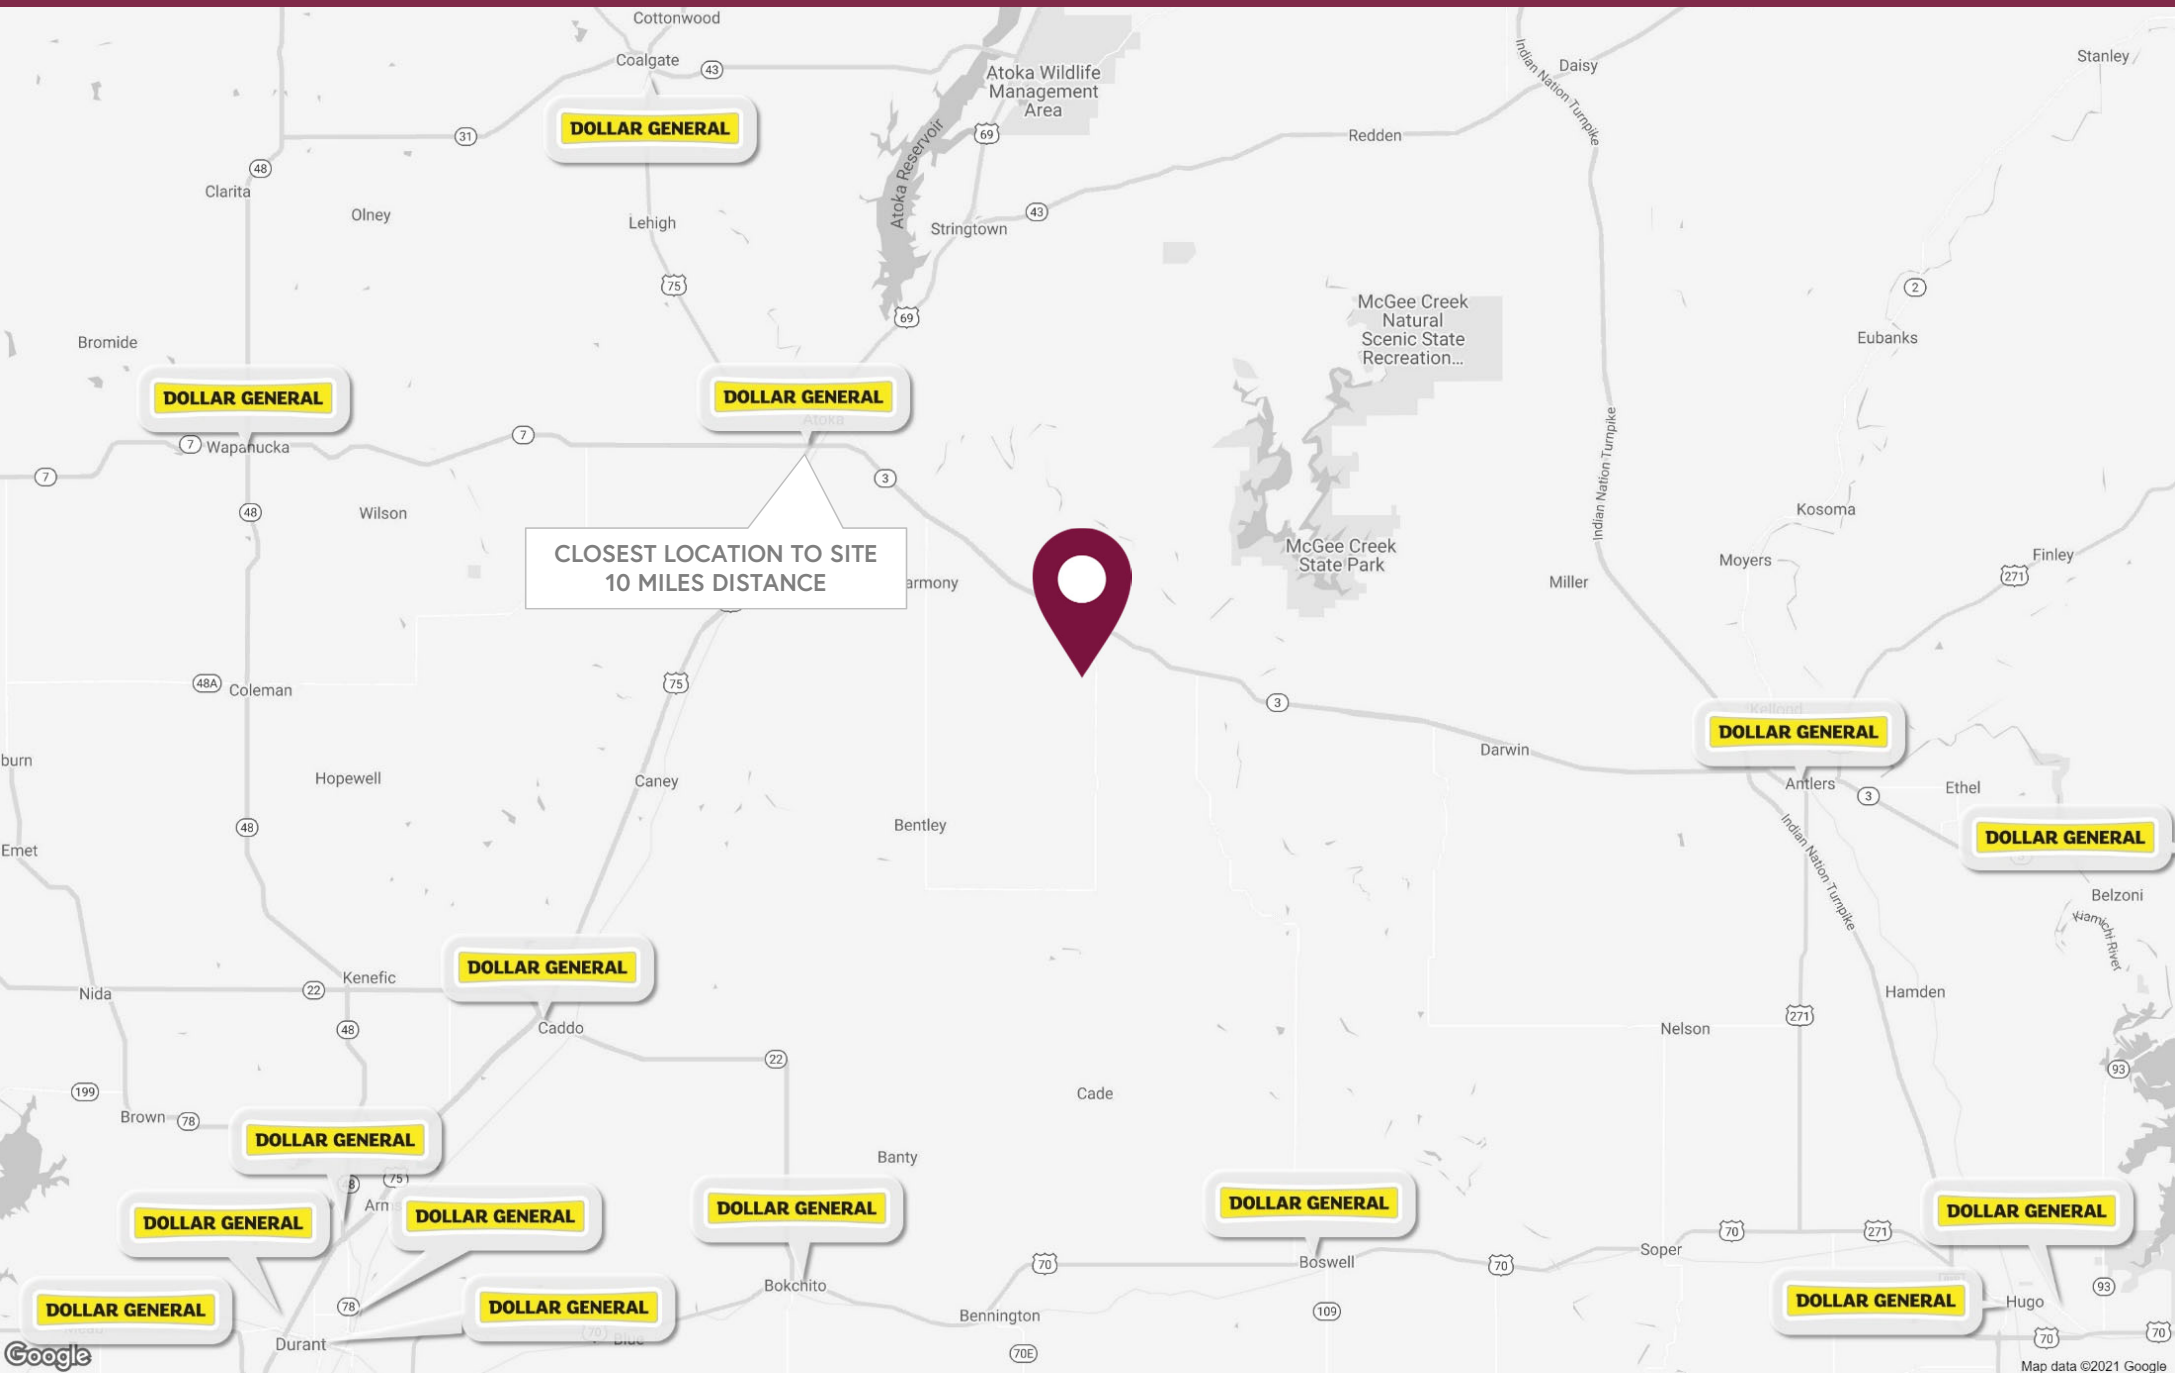 Cottonwood
Coalgate
43
Atoka Wildlife
Management
Area
Indian Nation Turnpike
Daisy
Stanley
DOLLAR GENERAL
31
69
Redden
48
Clarita
Atoka Reservoir
Olney
Lehigh
Stringtown
43
75
69
2
Bromide
McGee Creek
Natural
Scenic State
Recreation...
Eubanks
DOLLAR GENERAL
DOLLAR GENERAL
Atoka
7
Wapanucka
7
7
3
Indian Nation Turnpike
48
Wilson
Kosoma
CLOSEST LOCATION TO SITE
10 MILES DISTANCE
armony
McGee Creek
State Park
Miller
Moyers
Finley
271
48A
Coleman
75
3
Kellond
DOLLAR GENERAL
burn
Hopewell
Caney
Darwin
Antlers
3
Ethel
48
Bentley
Indian Nation Turnpike
DOLLAR GENERAL
Emet
Belzoni
Kiamichi River
DOLLAR GENERAL
Kenefic
22
Nida
Hamden
48
Caddo
271
Nelson
22
93
199
Cade
Brown
78
DOLLAR GENERAL
Banty
75
Arms
DOLLAR GENERAL
DOLLAR GENERAL
DOLLAR GENERAL
DOLLAR GENERAL
DOLLAR GENERAL
70
271
Soper
70
Boswell
70
Bokchito
93
DOLLAR GENERAL
78
DOLLAR GENERAL
DOLLAR GENERAL
Hugo
109
Bennington
Mead
Durant
70
Blue
70
70
70E
Google
Map data ©2021 Google